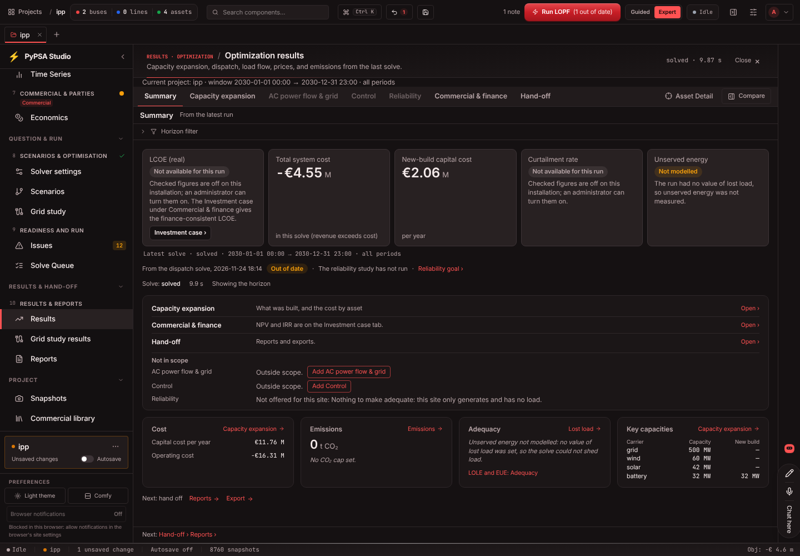 Projects / ipp 2 buses 0 lines 4 assets Search components... Ctrl K 1 1 note Run LOPF (1 out of date) Guided Expert Idle A
ipp × +
PyPSA Studio
Time Series
7 COMMERCIAL & PARTIES
Commercial
Economics
QUESTION & RUN
8 SCENARIOS & OPTIMISATION
Solver settings
Scenarios
Grid study
9 READINESS AND RUN
Issues 12
Solve Queue
RESULTS & HAND-OFF
10 RESULTS & REPORTS
Results
Grid study results
Reports
PROJECT
Snapshots
Commercial library
ipp ...
Unsaved changes Autosave
PREFERENCES
Light theme Comfy
Browser notifications Off
Blocked in this browser: allow notifications in the browser's site settings
RESULTS · OPTIMIZATION / Optimization results
Capacity expansion, dispatch, load flow, prices, and emissions from the last solve.
solved · 9.87 s Close ×
Current project: ipp · window 2030-01-01 00:00 → 2030-12-31 23:00 · all periods
Summary Capacity expansion AC power flow & grid Control Reliability Commercial & finance Hand-off Asset Detail Compare
Summary From the latest run
› Horizon filter
LCOE (real)
Not available for this run
Checked figures are off on this
installation; an administrator can
turn them on. The Investment case
under Commercial & finance gives
the finance-consistent LCOE.
Investment case ›
Total system cost
-€4.55 M
in this solve (revenue exceeds cost)
New-build capital cost
€2.06 M
per year
Curtailment rate
Not available for this run
Checked figures are off on this
installation; an administrator can
turn them on.
Unserved energy
Not modelled
The run had no value of lost load,
so unserved energy was not
measured.
Latest solve · solved · 2030-01-01 00:00 → 2030-12-31 23:00 · all periods
From the dispatch solve, 2026-11-24 18:14 Out of date · The reliability study has not run · Reliability goal ›
Solve: solved 9.9 s Showing the horizon
Capacity expansion What was built, and the cost by asset Open ›
Commercial & finance NPV and IRR are on the Investment case tab. Open ›
Hand-off Reports and exports. Open ›
Not in scope
AC power flow & grid Outside scope. Add AC power flow & grid
Control Outside scope. Add Control
Reliability Not offered for this site: Nothing to make adequate: this site only generates and has no load.
Cost Capacity expansion →
Capital cost per year €11.76 M
Operating cost -€16.31 M
Emissions Emissions →
0 t CO₂
No CO₂ cap set.
Adequacy Lost load →
Unserved energy not modelled: no value of
lost load was set, so the solve could not shed
load.
LOLE and EUE: Adequacy
Key capacities Capacity expansion →
Carrier Capacity New build
grid 500 MW —
wind 60 MW —
solar 42 MW —
battery 32 MW 32 MW
Next: hand off Reports → Export →
Next: Hand-off › Reports ›
Chat here
Idle ipp 1 unsaved change Autosave off 8760 snapshots Obj: -€ 4.6 m